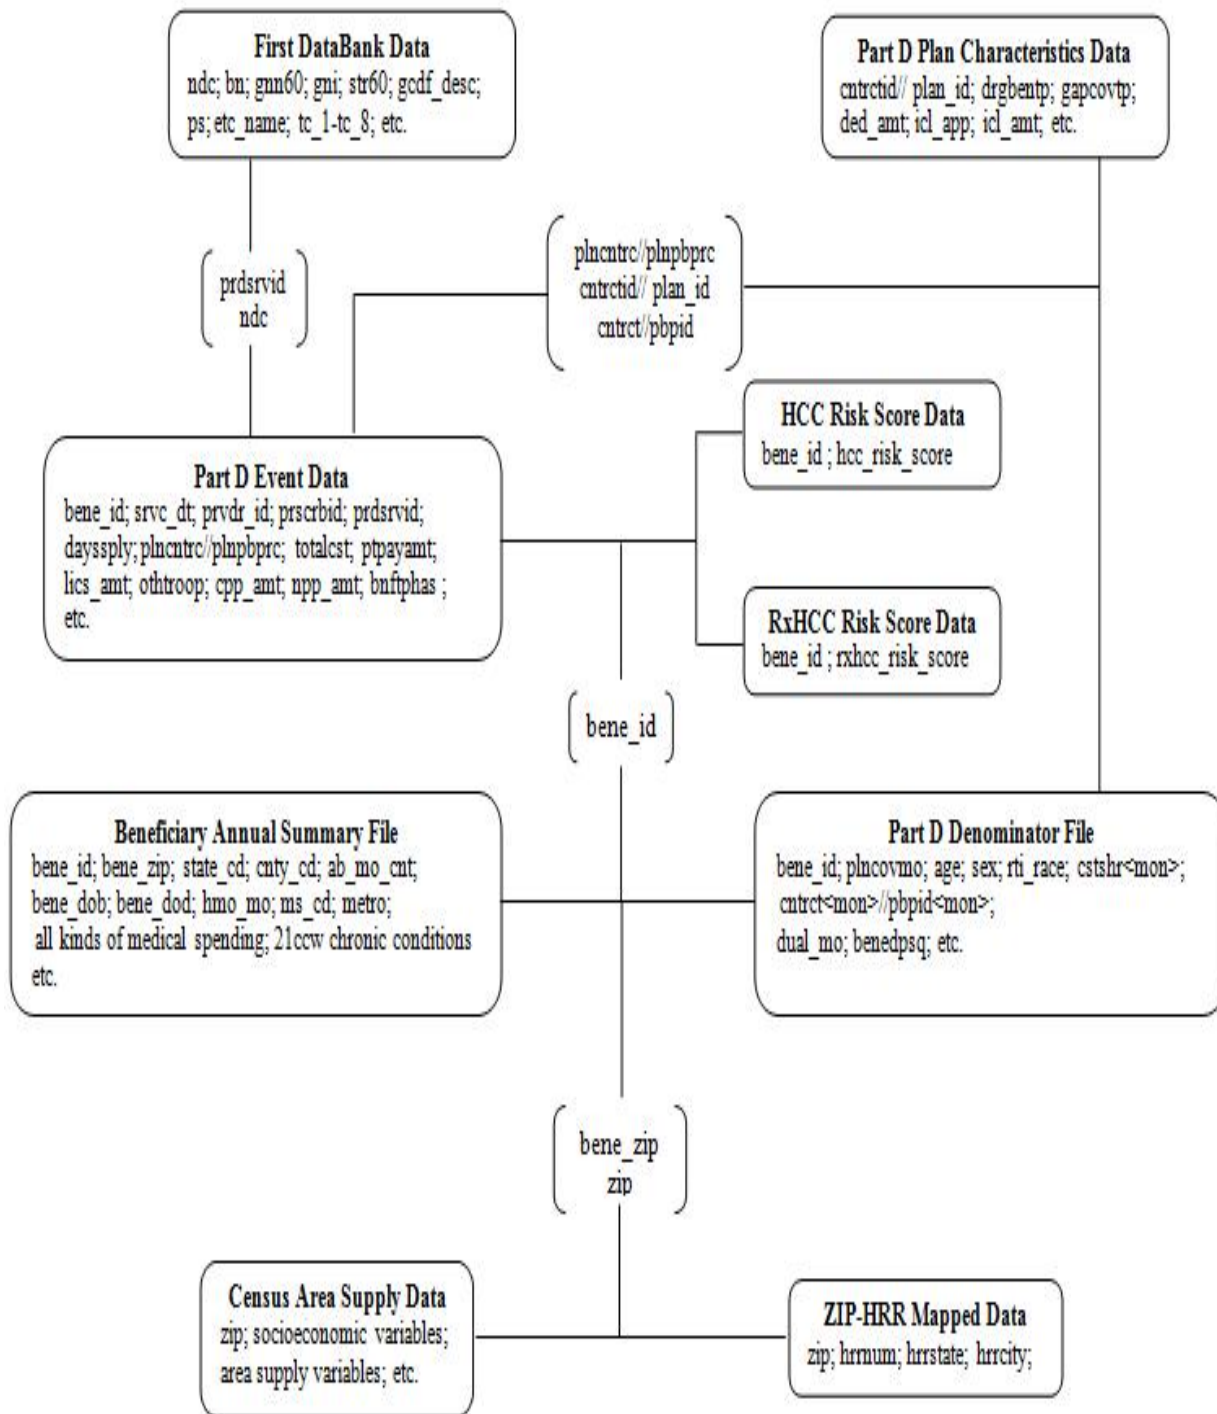 First DataBank Data
ndc; bn; gnn60; gni; str60; gcdf_desc;
ps; etc_name; tc_1-tc_8; etc.
Part D Plan Characteristics Data
cntrctid// plan_id; drgbentp; gapcovtp;
ded_amt; icl_app; icl_amt; etc.
prdsrvid
ndc
plncntrc//plnpbprc
cntrctid// plan_id
cntrct//pbpid
HCC Risk Score Data
bene_id ; hcc_risk_score
Part D Event Data
bene_id; srvc_dt; prvdr_id; prscrbid; prdsrvid;
dayssply; plncntrc//plnpbprc; totalcst; ptpayamt;
lics_amt; othtroop; cpp_amt; npp_amt; bnftphas ;
etc.
RxHCC Risk Score Data
bene_id ; rxhcc_risk_score
bene_id
Beneficiary Annual Summary File
bene_id; bene_zip; state_cd; cnty_cd; ab_mo_cnt;
bene_dob; bene_dod; hmo_mo; ms_cd; metro;
all kinds of medical spending; 21ccw chronic conditions
etc.
Part D Denominator File
bene_id; plncovmo; age; sex; rti_race; cstshr<mon>;
cntrct<mon>//pbpid<mon>;
dual_mo; benedpsq; etc.
bene_zip
zip
Census Area Supply Data
zip; socioeconomic variables;
area supply variables; etc.
ZIP-HRR Mapped Data
zip; hrrnum; hrrstate; hrrcity;